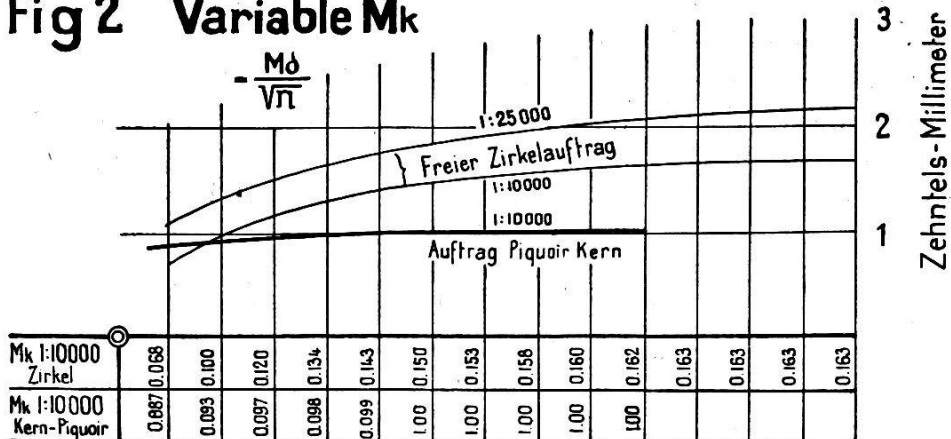 Fig 2 Variable Mk
- Md
√n
3
Zehntels-Millimeter
1:25000
2
Freier Zirkelauftrag
1:10000
1:10000
1
Auftrag Piquoir Kern
Mk 1:10000
Zirkel
0.068 0.100 0.120 0.134 0.143 0.150 0.153 0.158 0.160 0.162 0.163 0.163 0.163 0.163
Mk 1:10000
Kern-Piquoir
0.887 0.093 0.097 0.098 0.099 1.00 1.00 1.00 1.00 1.00